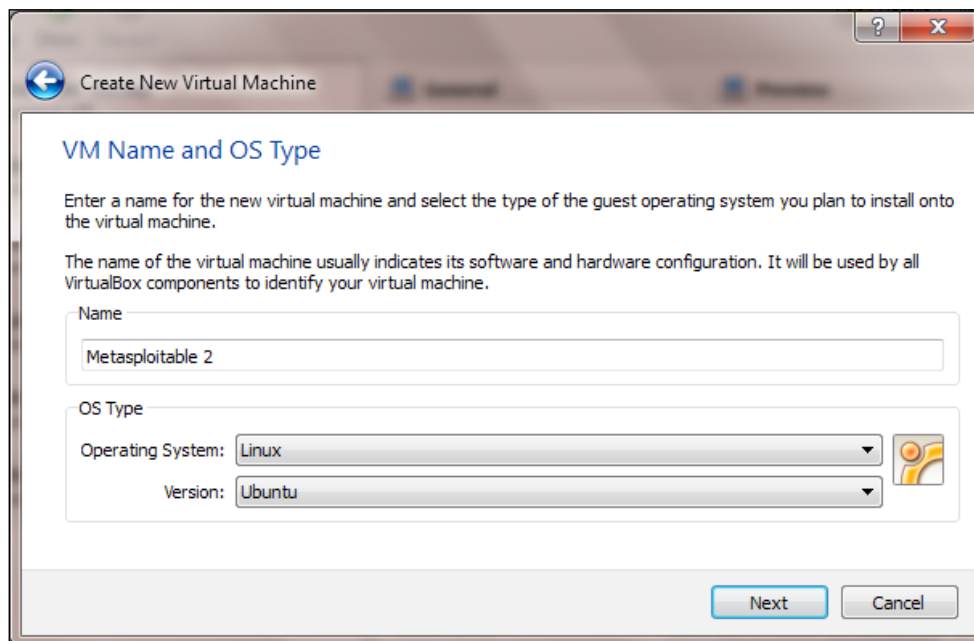 Create New Virtual Machine
VM Name and OS Type
Enter a name for the new virtual machine and select the type of the guest operating system you plan to install onto
the virtual machine.
The name of the virtual machine usually indicates its software and hardware configuration. It will be used by all
VirtualBox components to identify your virtual machine.
Name
Metasploitable 2
OS Type
Operating System: Linux
Version: Ubuntu
Next Cancel